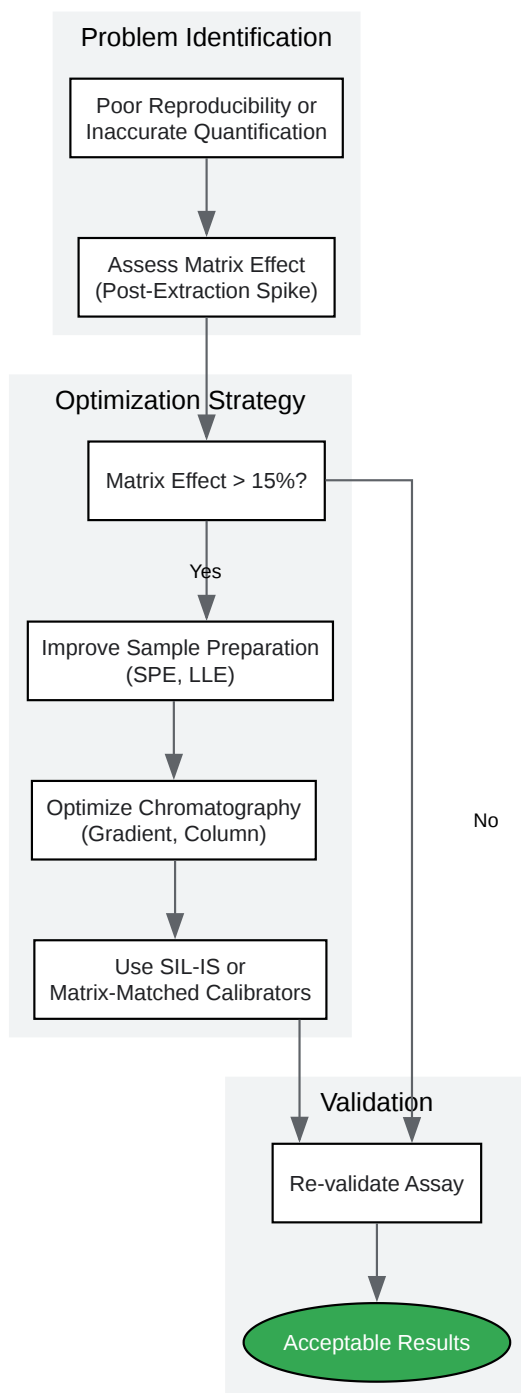 Problem Identification
Poor Reproducibility or
Inaccurate Quantification
Assess Matrix Effect
(Post-Extraction Spike)
Optimization Strategy
Matrix Effect > 15%?
Yes
Improve Sample Preparation
(SPE, LLE)
Optimize Chromatography
(Gradient, Column)
No
Use SIL-IS or
Matrix-Matched Calibrators
Validation
Re-validate Assay
Acceptable Results